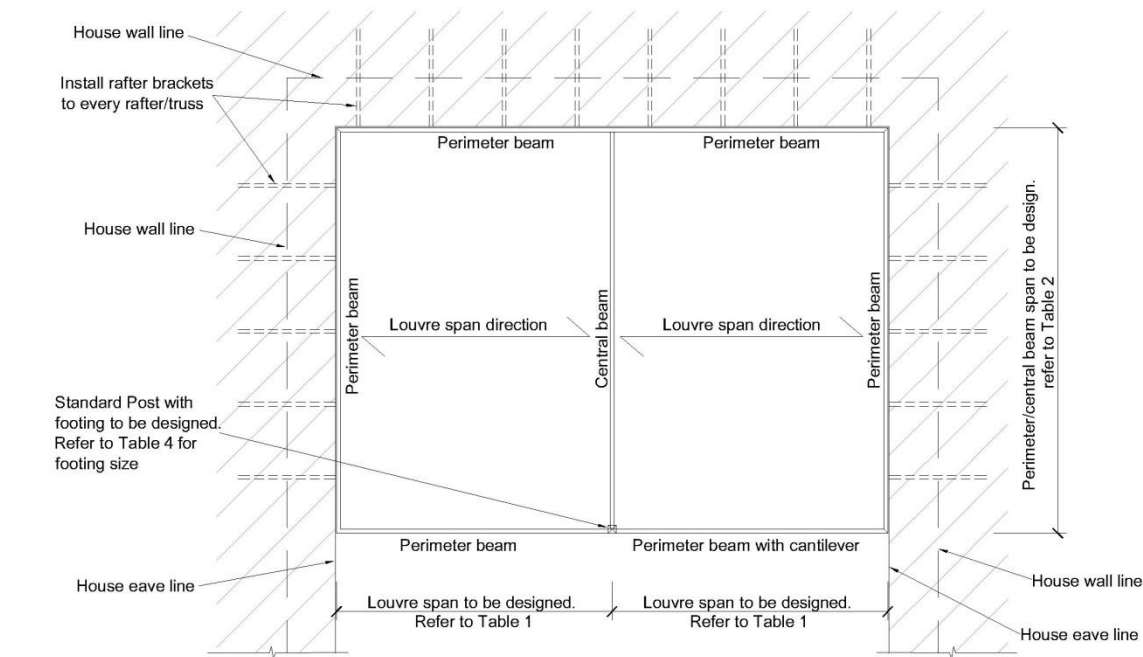 House wall line
Install rafter brackets
to every rafter/truss
Perimeter beam
Perimeter beam
House wall line
Perimeter beam
Louvre span direction
Central beam
Louvre span direction
Perimeter beam
Perimeter/central beam span to be design.
refer to Table 2
Standard Post with
footing to be designed.
Refer to Table 4 for
footing size
Perimeter beam
Perimeter beam with cantilever
House eave line
House wall line
Louvre span to be designed.
Refer to Table 1
Louvre span to be designed.
Refer to Table 1
House eave line